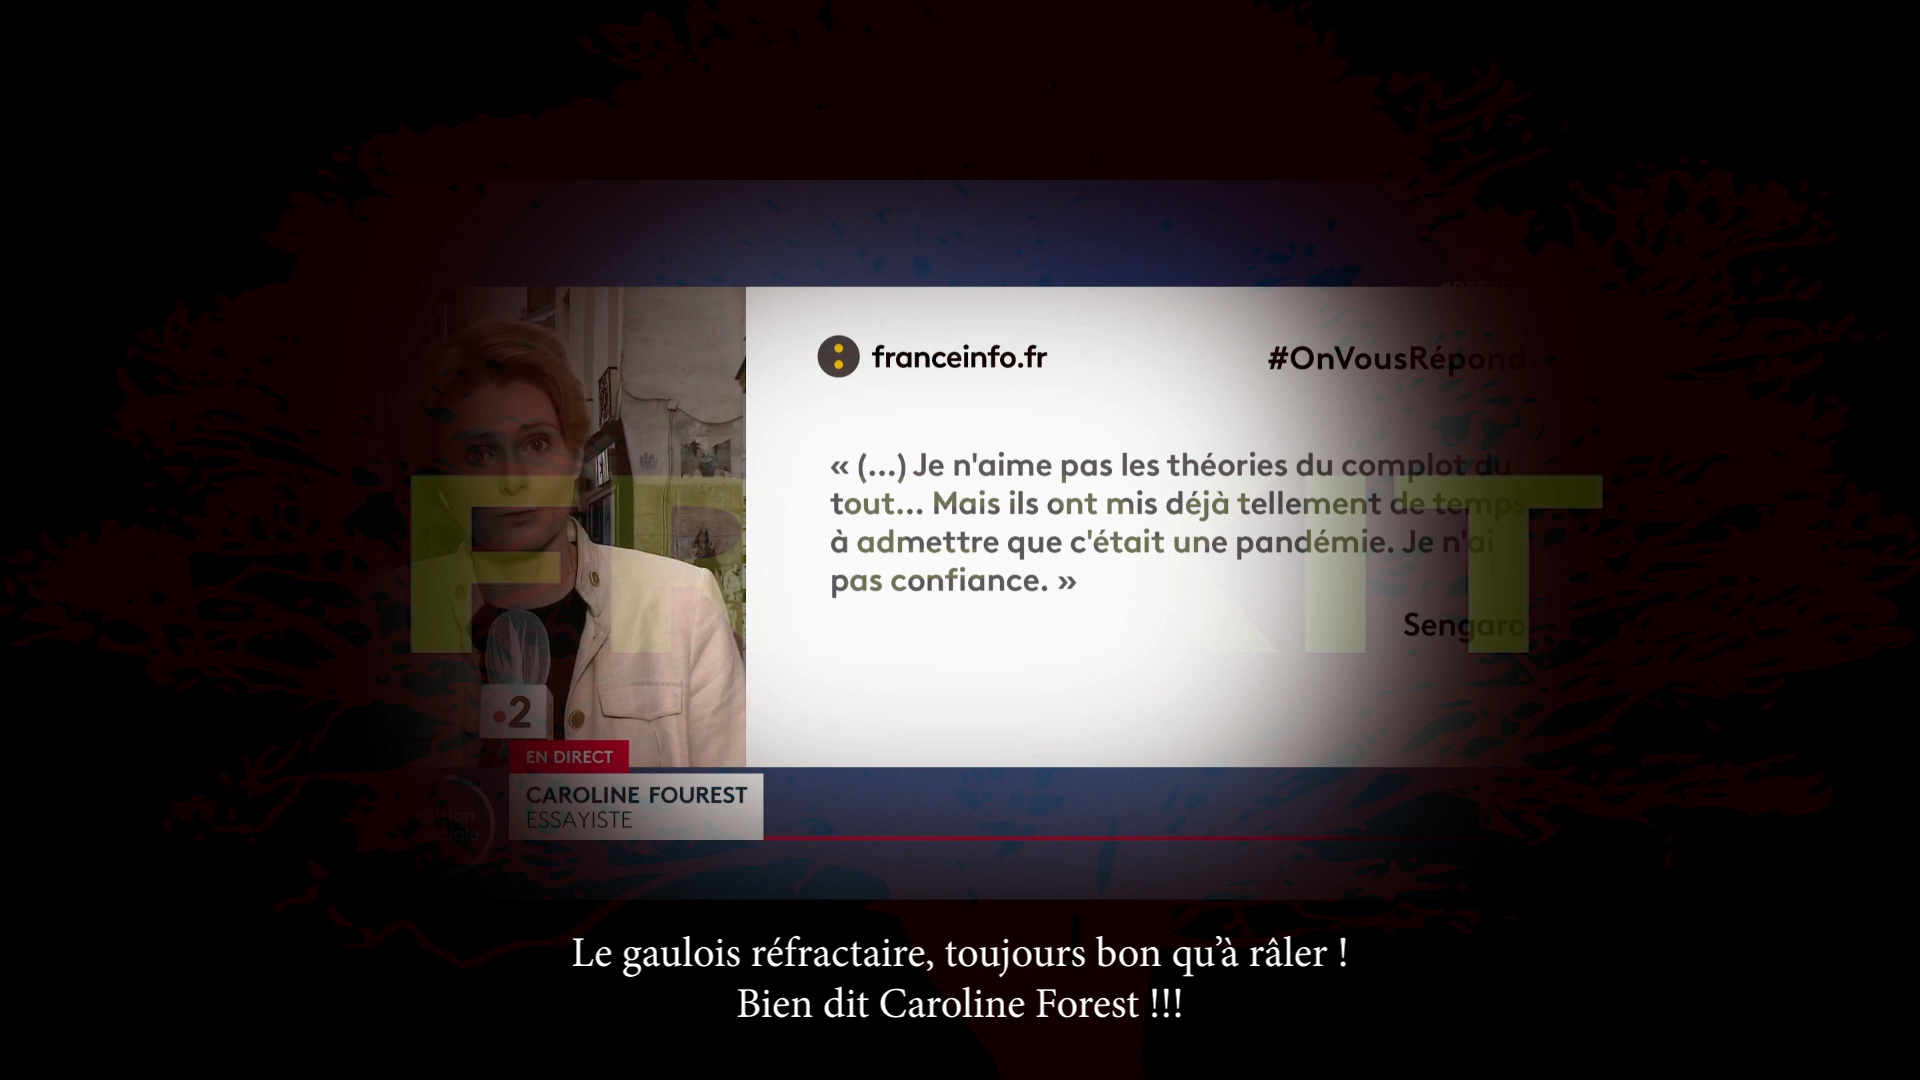 franceinfo.fr
#OnVousRépond
« (...) Je n'aime pas les théories du complot du
tout... Mais ils ont mis déjà tellement de temps
à admettre que c'était une pandémie. Je n'ai
pas confiance. »
Sengaro
2
EN DIRECT
CAROLINE FOUREST
ESSAYISTE
Le gaulois réfractaire, toujours bon qu’à râler !
Bien dit Caroline Forest !!!